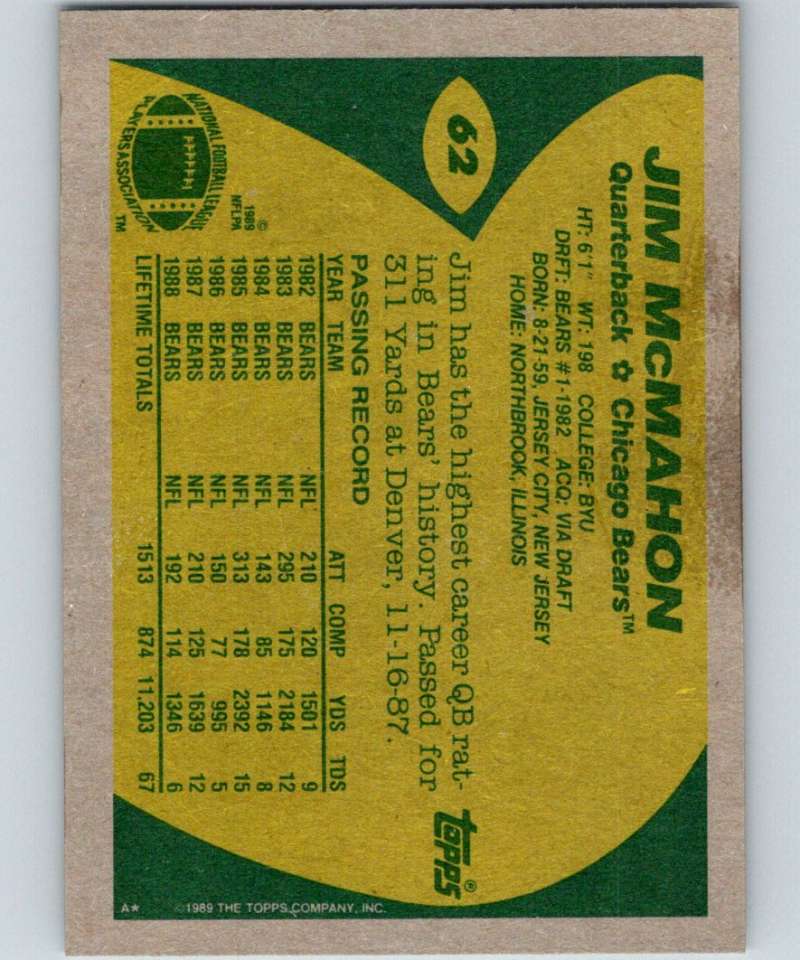 62
JIM McMAHON
Quarterback ✿ Chicago Bears™
HT: 6'1" WT: 198 COLLEGE: BYU
DRFT: BEARS #1-1982 ACQ: VIA DRAFT
BORN: 8-21-59, JERSEY CITY, NEW JERSEY
HOME: NORTHBROOK, ILLINOIS
Jim has the highest career QB rat-
ing in Bears' history. Passed for
311 Yards at Denver, 11-16-87.
topps®
PASSING RECORD
YEAR TEAM ATT COMP YDS TDS
1982 BEARS NFL 210 120 1501 9
1983 BEARS NFL 295 175 2184 12
1984 BEARS NFL 143 85 1146 8
1985 BEARS NFL 313 178 2392 15
1986 BEARS NFL 150 77 995 5
1987 BEARS NFL 210 125 1639 12
1988 BEARS NFL 192 114 1346 6
LIFETIME TOTALS 1513 874 11.203 67
NATIONAL FOOTBALL LEAGUE
PLAYERS ASSOCIATION
™
©
1989
NFLPA
A★ ©1989 THE TOPPS COMPANY, INC.